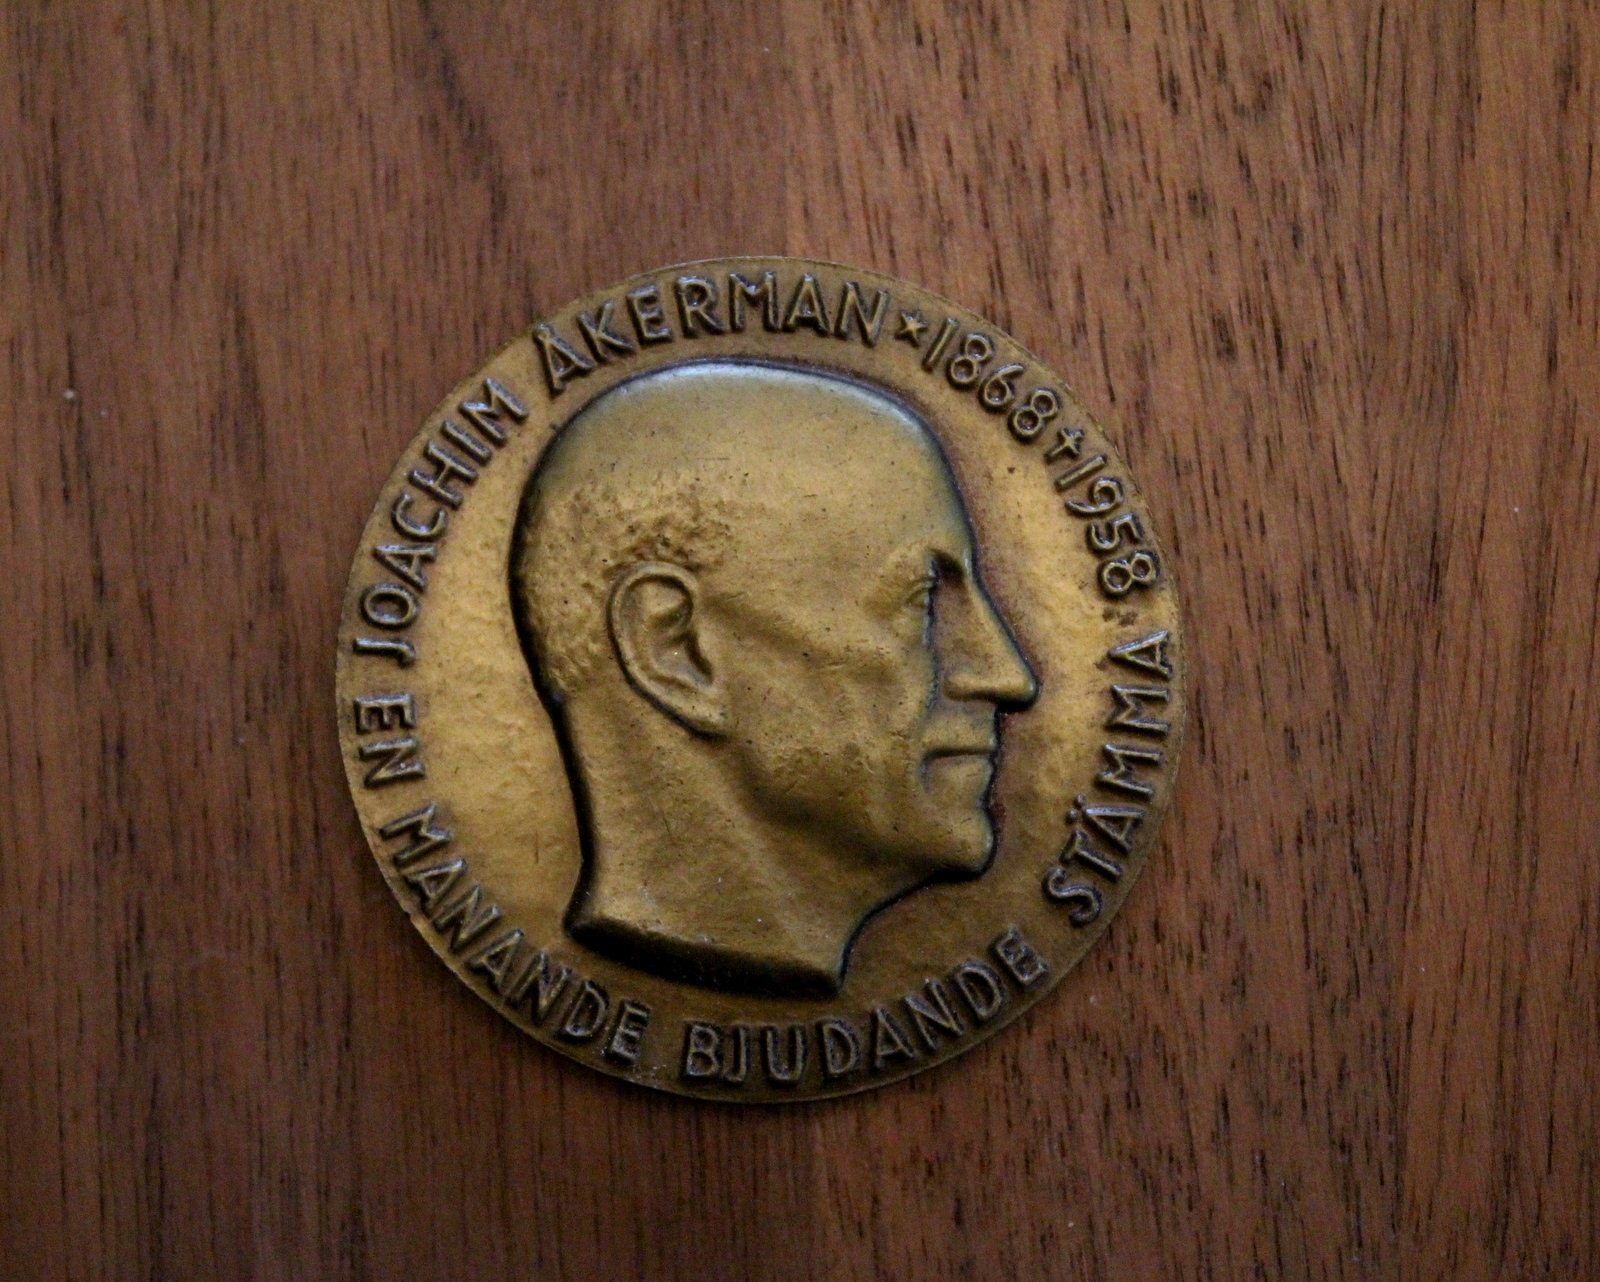 JOACHIM ÅKERMAN ★ 1868 ✝ 1958
EN MANANDE BJUDANDE STÄMMA